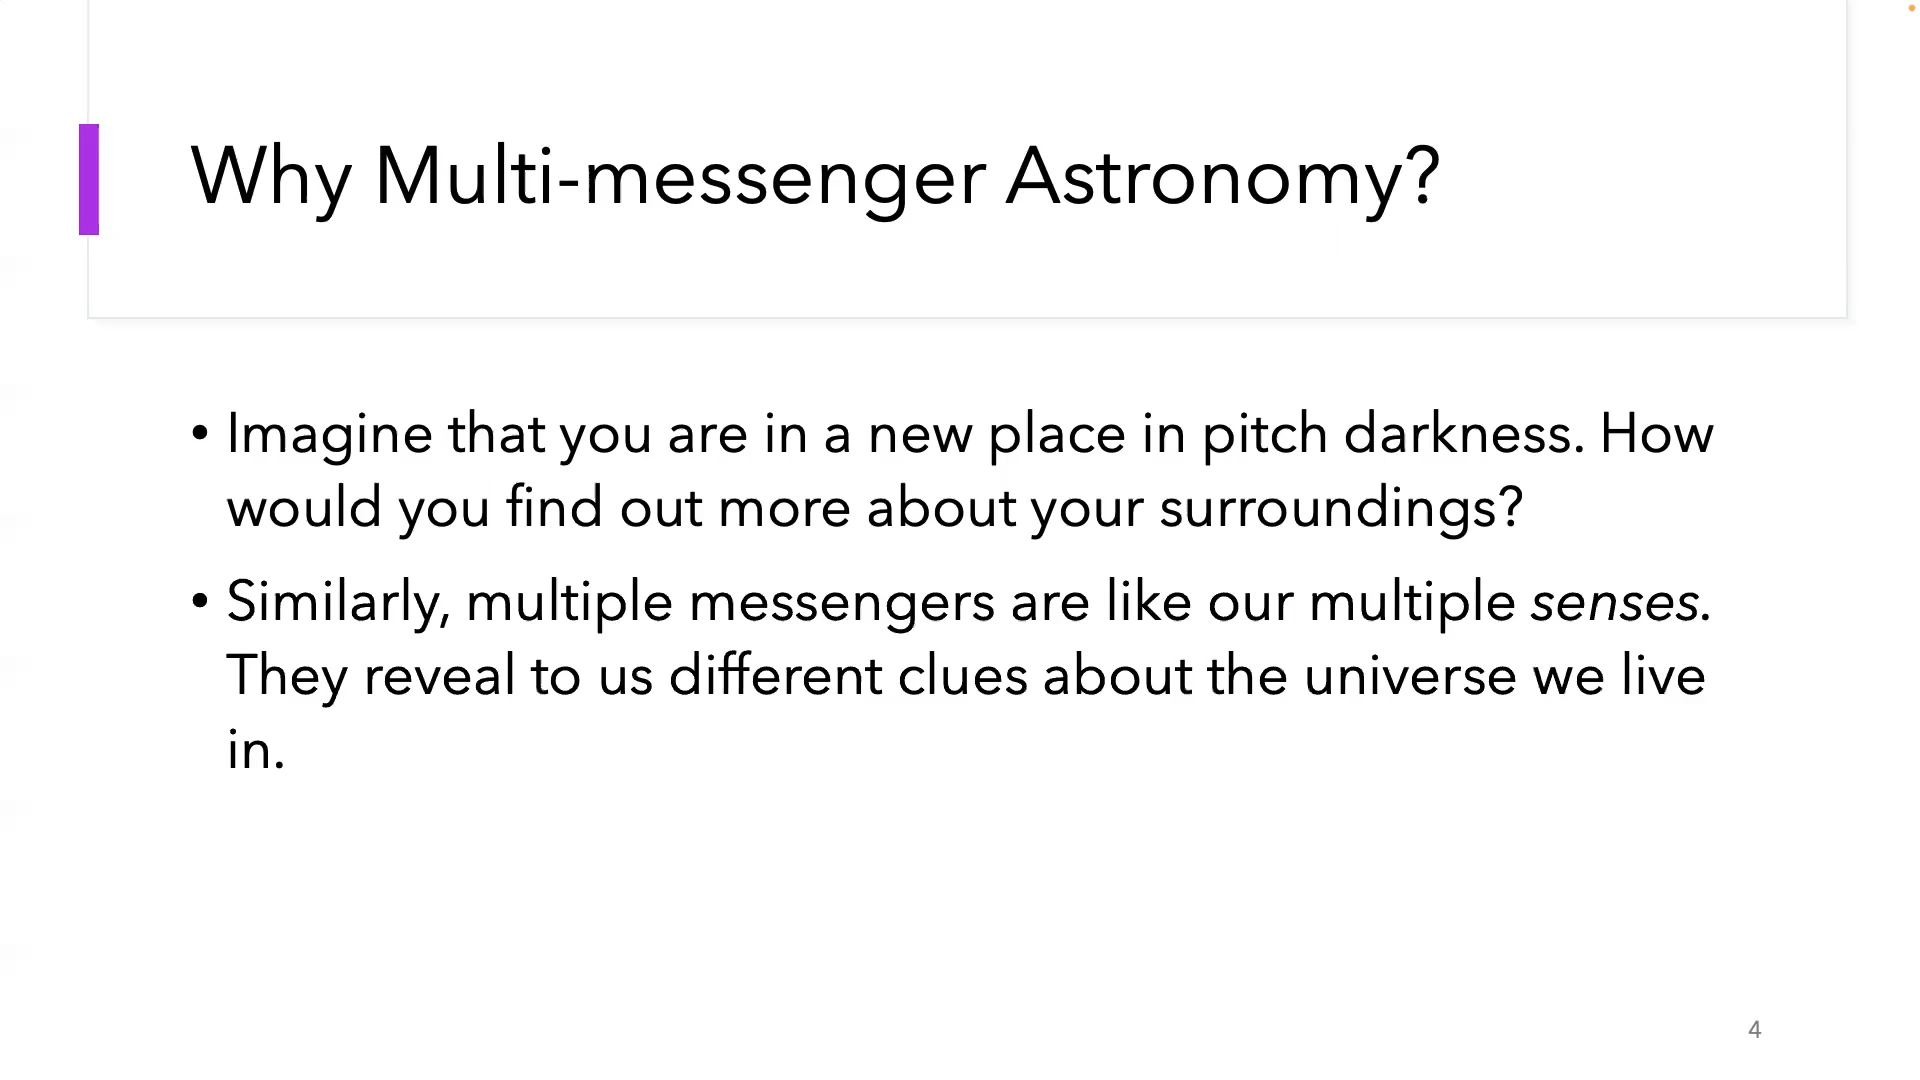 Why Multi-messenger Astronomy?
• Imagine that you are in a new place in pitch darkness. How
would you find out more about your surroundings?
• Similarly, multiple messengers are like our multiple senses.
They reveal to us different clues about the universe we live
in.
4